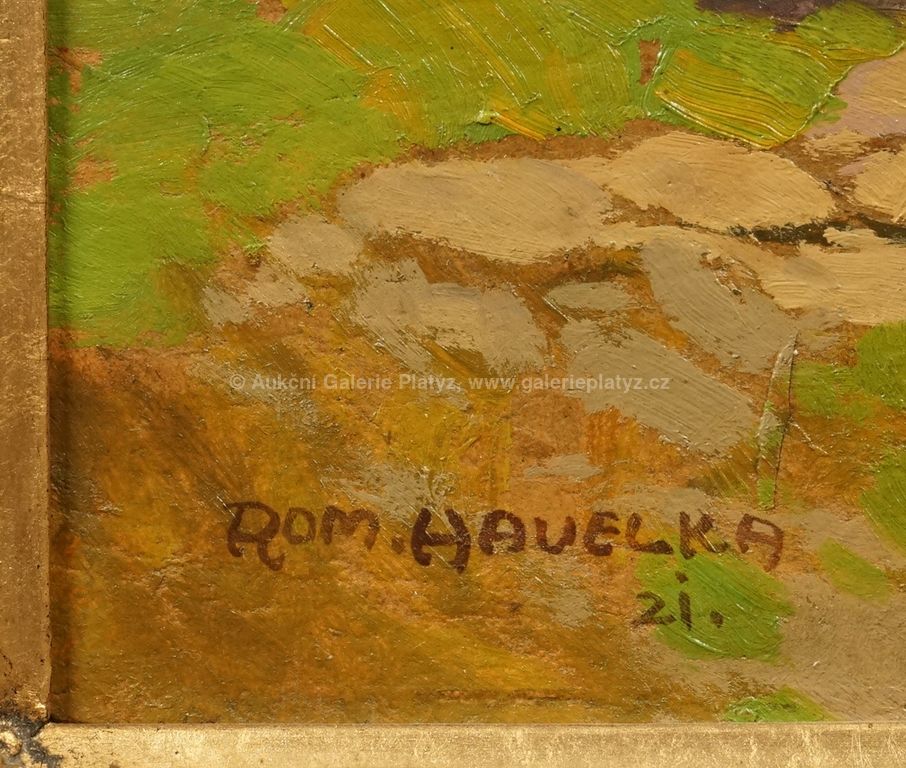 © Aukcni Galerie Platyz, www.galerieplatyz.cz
ROM. HAVELKA
21.